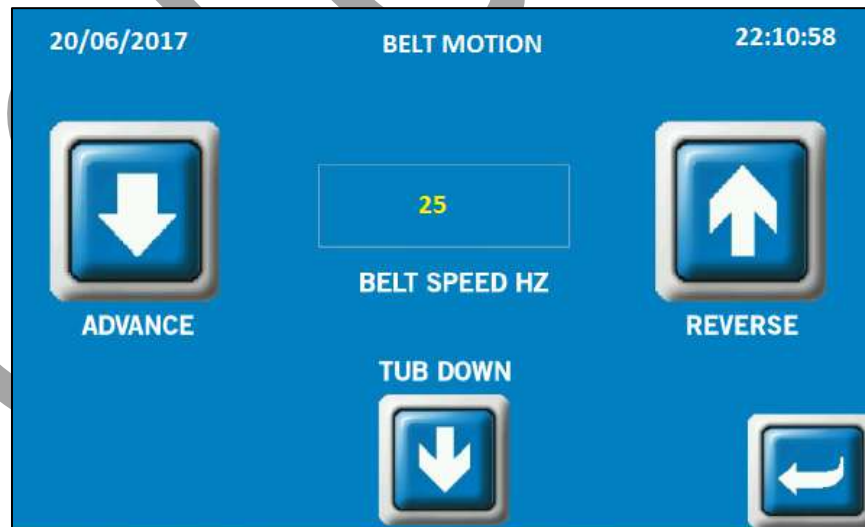 20/06/2017 BELT MOTION 22:10:58
25
BELT SPEED HZ
ADVANCE REVERSE
TUB DOWN